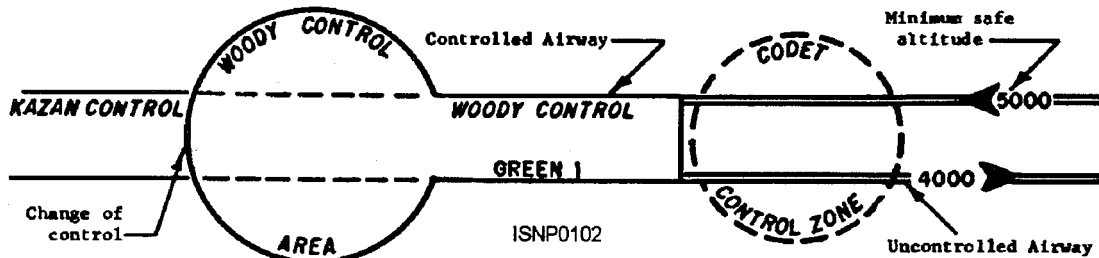 WOODY CONTROL
Controlled Airway
Minimum safe
altitude
CODET
KAZAN CONTROL
WOODY CONTROL
5000
GREEN 1
4000
CONTROL ZONE
Change of
control
AREA
ISNP0102
Uncontrolled Airway